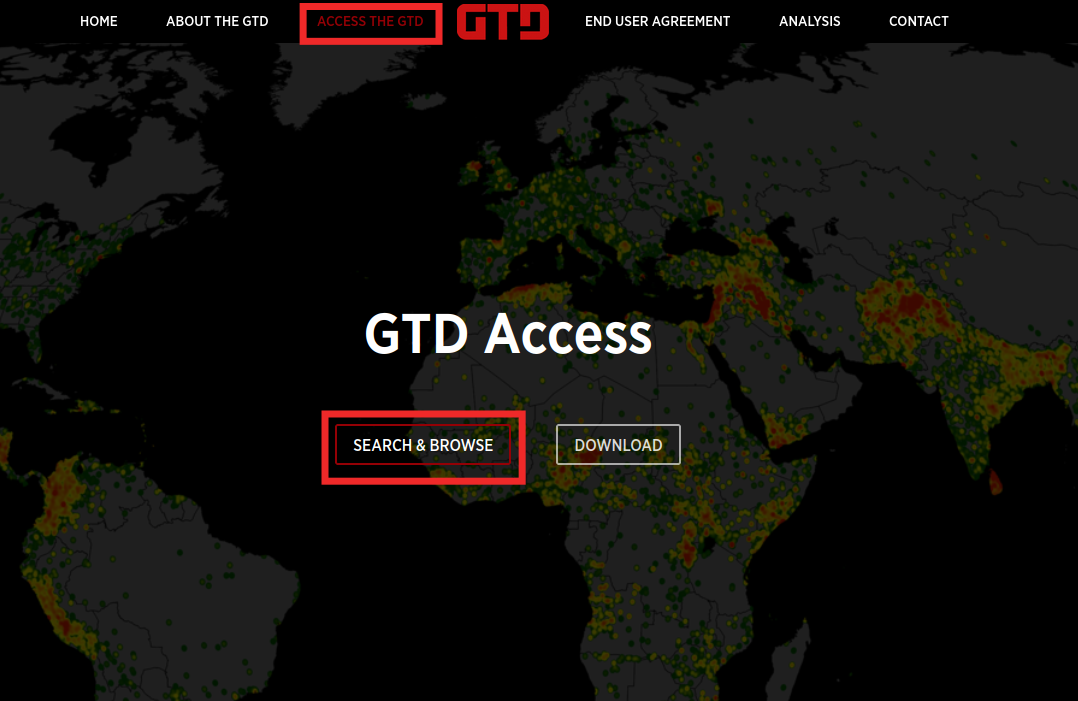 HOME ABOUT THE GTD ACCESS THE GTD GTD END USER AGREEMENT ANALYSIS CONTACT
GTD Access
SEARCH & BROWSE DOWNLOAD